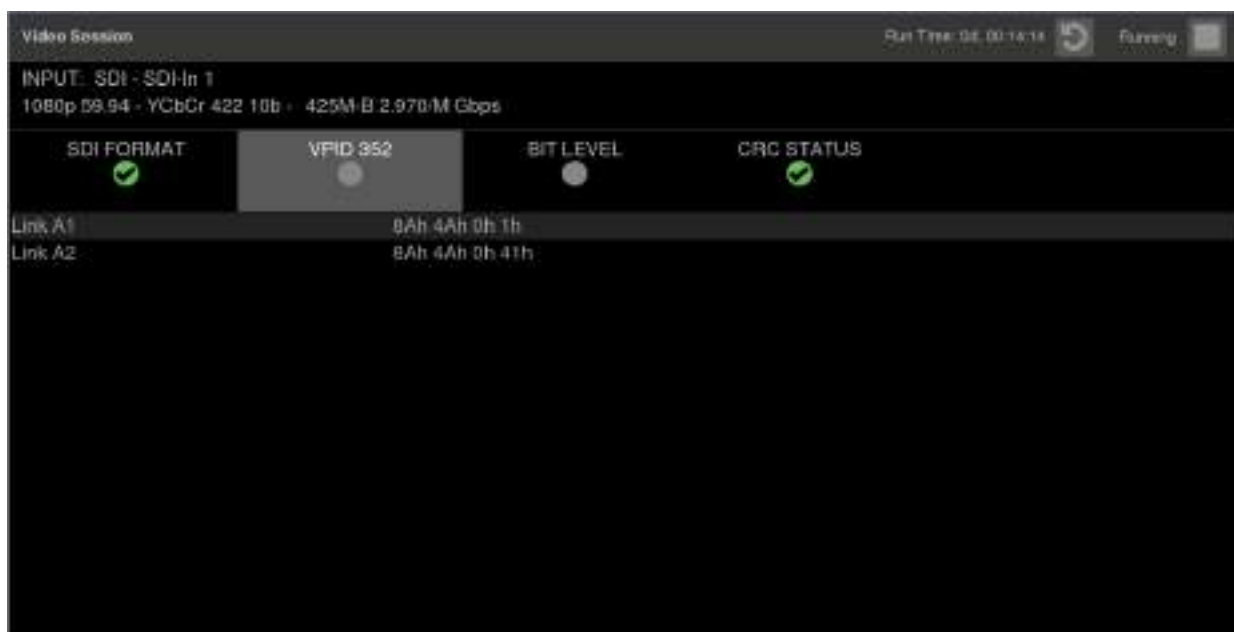 Video Session
Run Time: 0d, 00:14:14
Running
INPUT: SDI - SDI-In 1
1080p 59.94 - YCbCr 422 10b - 425M-B 2.970/M Gbps
SDI FORMAT
VPID 352
BIT LEVEL
CRC STATUS
Link A1 8Ah 4Ah 0h 1h
Link A2 8Ah 4Ah 0h 41h